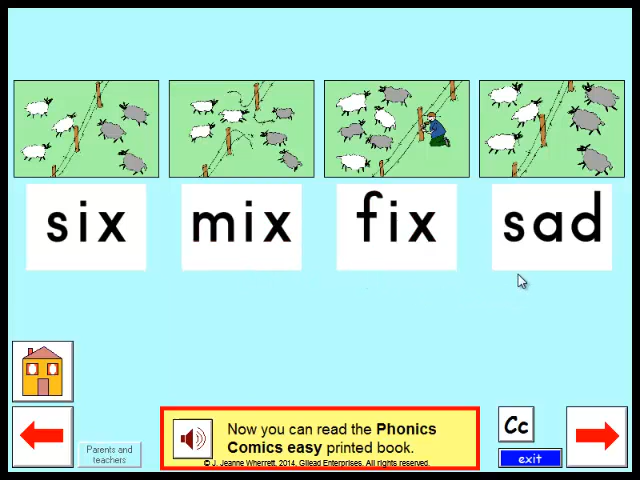 six mix fix sad
Now you can read the Phonics
Comics easy printed book.
© J. Jeanne Wherrett, 2014, Gilead Enterprises. All rights reserved.
Parents and
teachers
Cc
exit